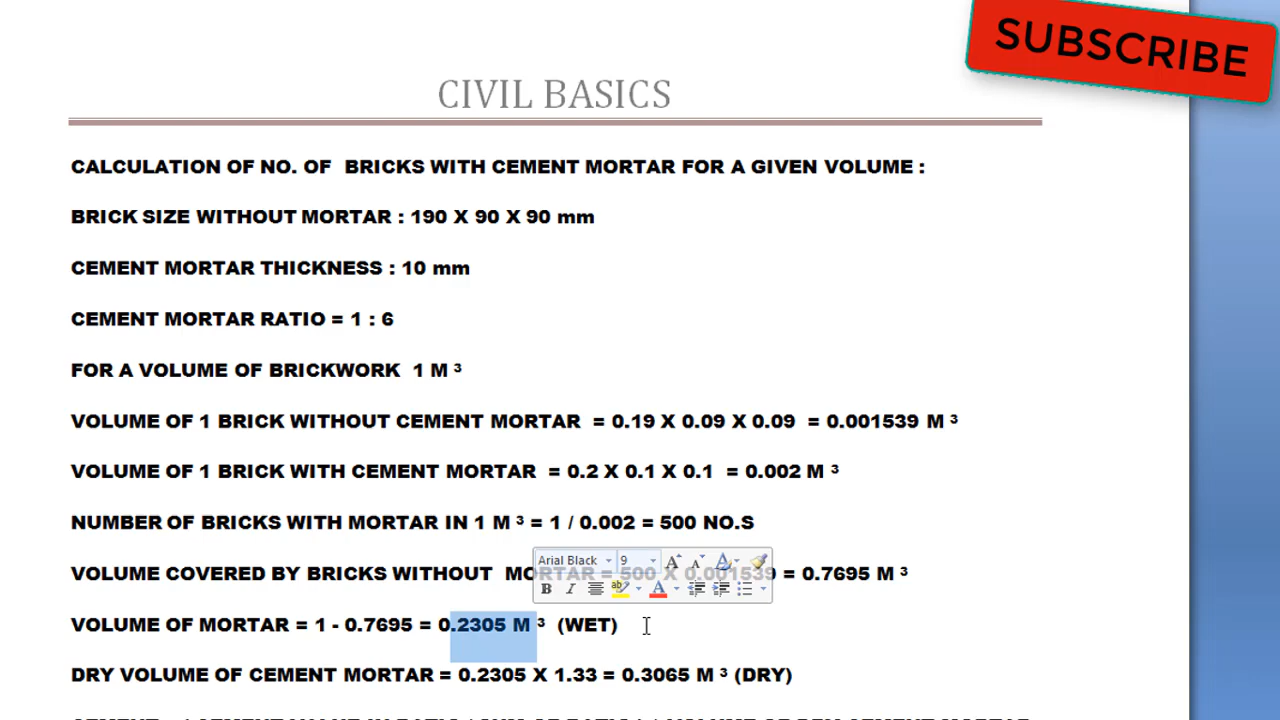 SUBSCRIBE
CIVIL BASICS
CALCULATION OF NO. OF BRICKS WITH CEMENT MORTAR FOR A GIVEN VOLUME :
BRICK SIZE WITHOUT MORTAR : 190 X 90 X 90 mm
CEMENT MORTAR THICKNESS : 10 mm
CEMENT MORTAR RATIO = 1 : 6
FOR A VOLUME OF BRICKWORK 1 M ³
VOLUME OF 1 BRICK WITHOUT CEMENT MORTAR = 0.19 X 0.09 X 0.09 = 0.001539 M ³
VOLUME OF 1 BRICK WITH CEMENT MORTAR = 0.2 X 0.1 X 0.1 = 0.002 M ³
NUMBER OF BRICKS WITH MORTAR IN 1 M ³ = 1 / 0.002 = 500 NO.S
Arial Black 9
VOLUME COVERED BY BRICKS WITHOUT MORTAR = 500 X 0.001539 = 0.7695 M ³
VOLUME OF MORTAR = 1 - 0.7695 = 0.2305 M ³ (WET)
DRY VOLUME OF CEMENT MORTAR = 0.2305 X 1.33 = 0.3065 M ³ (DRY)